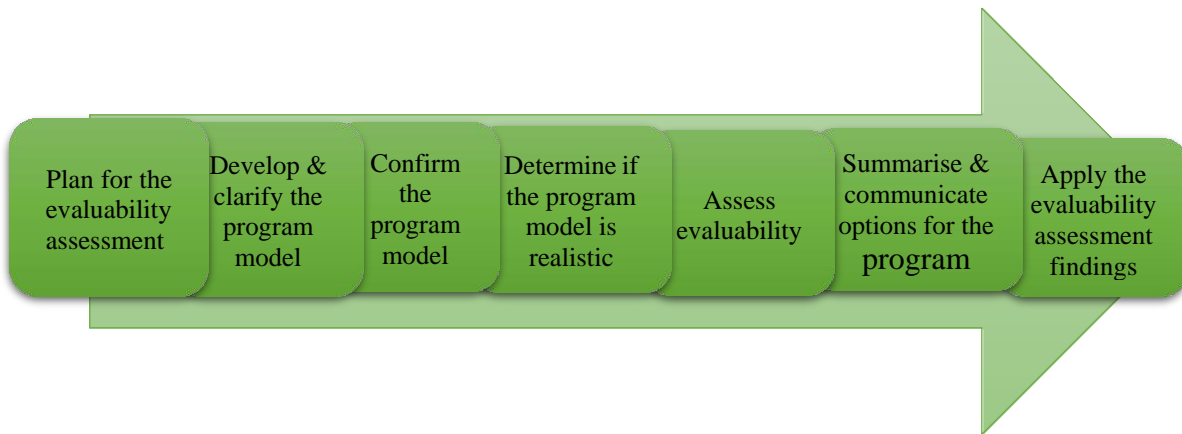 Plan for the
evaluability
assessment
Develop &
clarify the
program
model
Confirm
the
program
model
Determine if
the program
model is
realistic
Assess
evaluability
Summarise &
communicate
options for the
program
Apply the
evaluability
assessment
findings